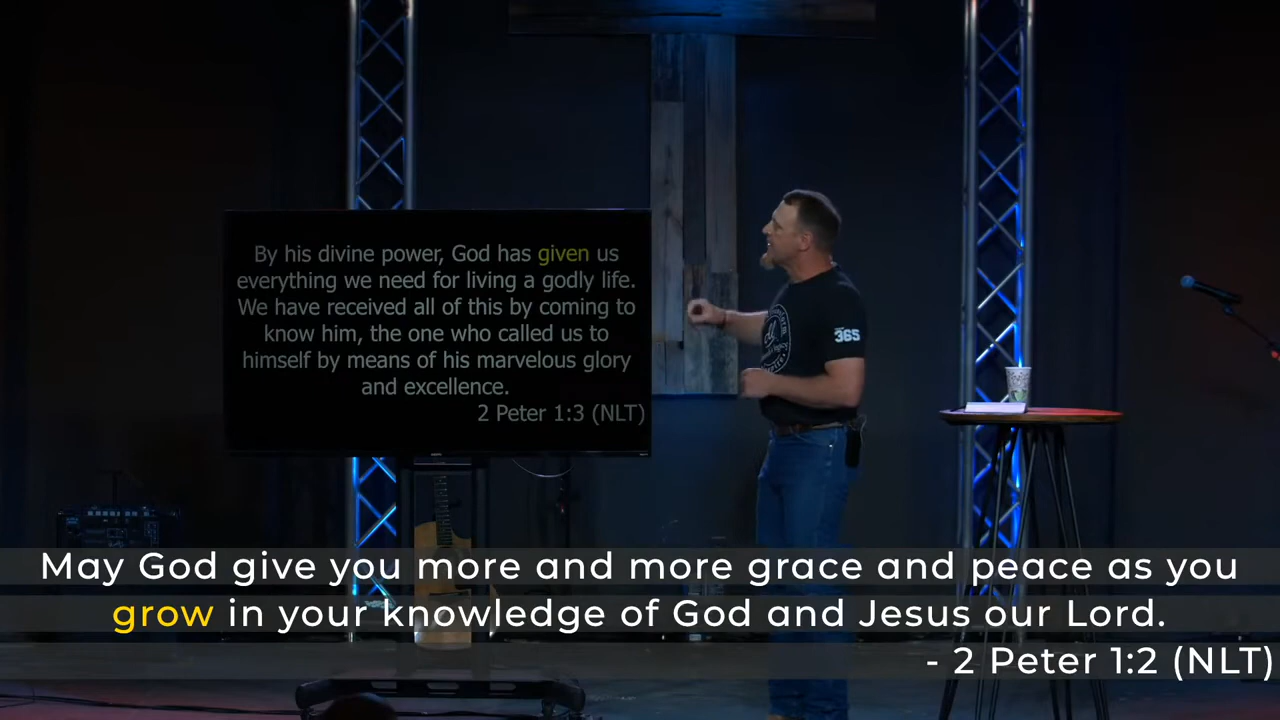 By his divine power, God has given us
everything we need for living a godly life.
We have received all of this by coming to
know him, the one who called us to
himself by means of his marvelous glory
and excellence.
2 Peter 1:3 (NLT)
365
May God give you more and more grace and peace as you
grow in your knowledge of God and Jesus our Lord.
- 2 Peter 1:2 (NLT)